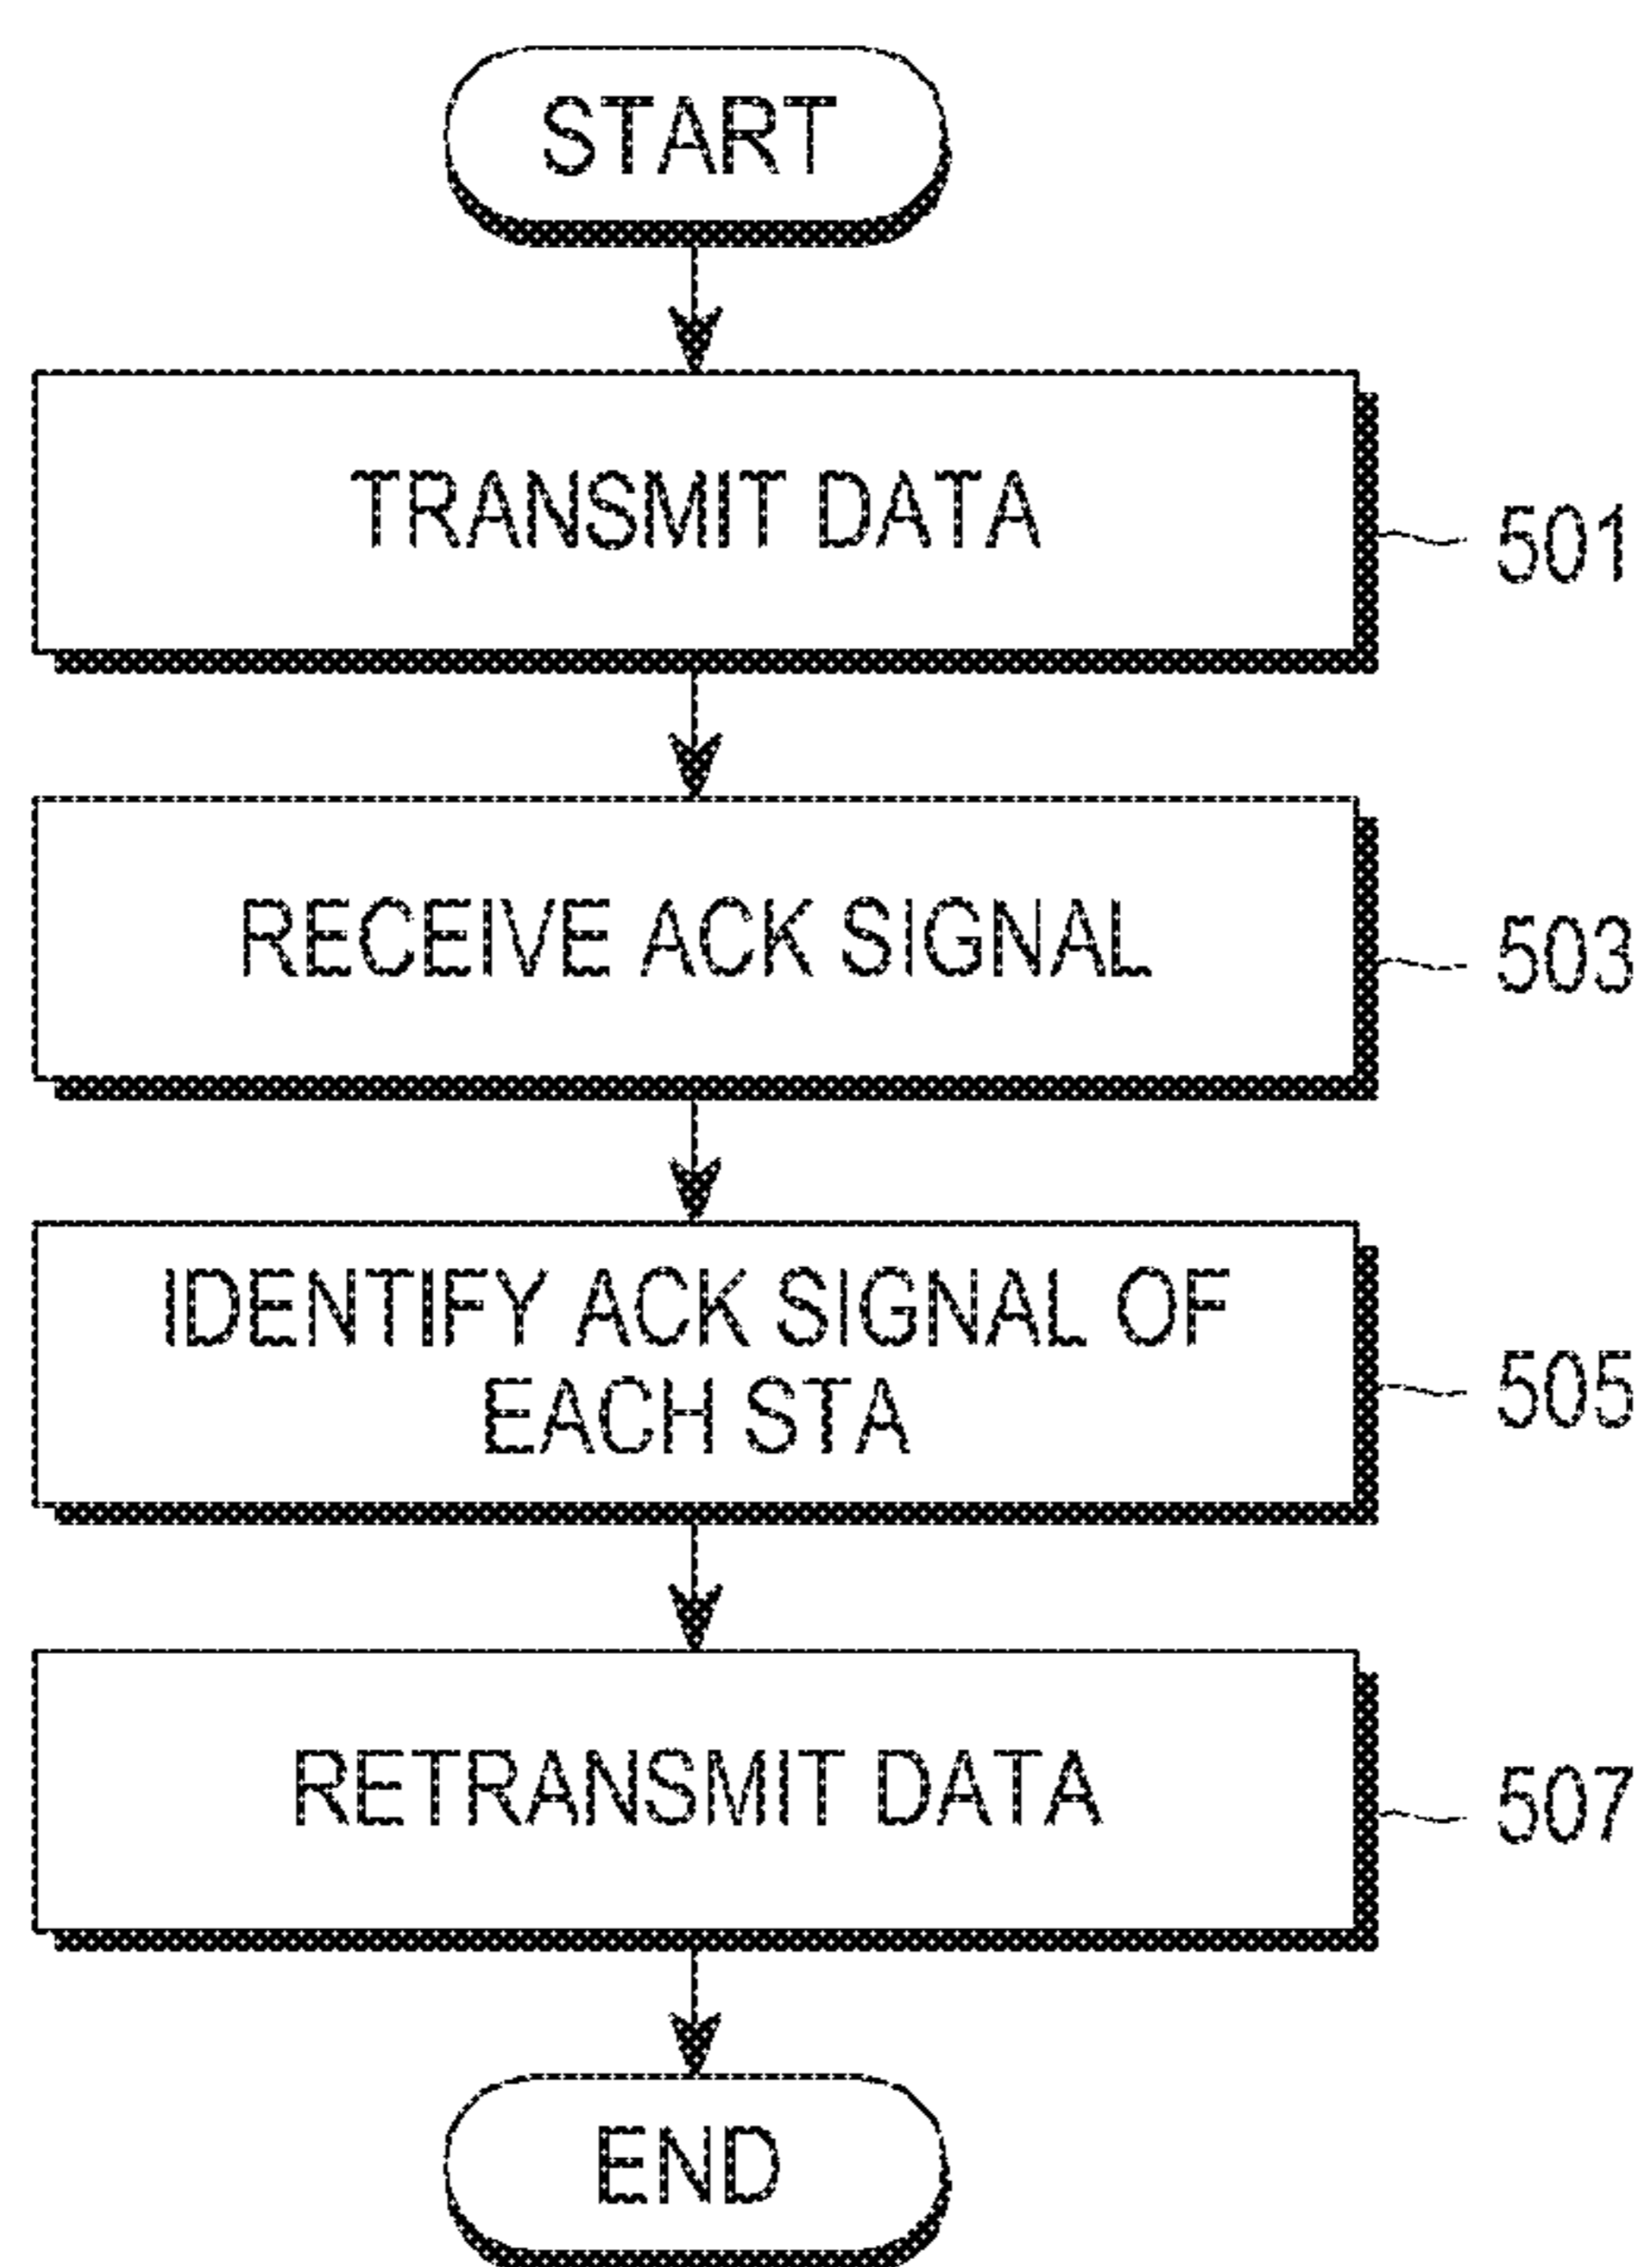 START
TRANSMIT DATA
501
RECEIVE ACK SIGNAL
503
IDENTIFY ACK SIGNAL OF
EACH STA
505
RETRANSMIT DATA
507
END